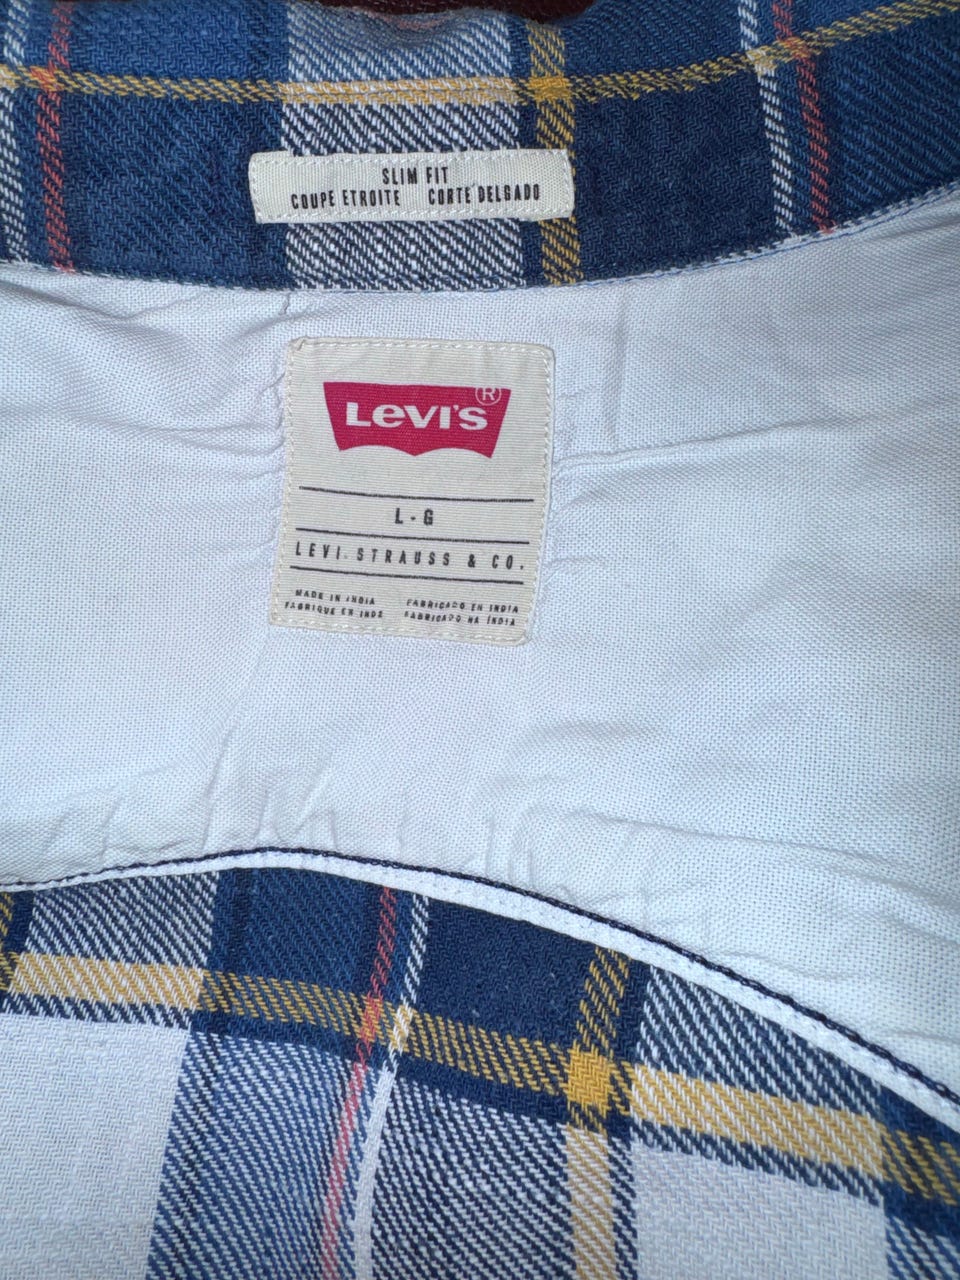 SLIM FIT
COUPE ETROITE CORTE DELSADO
LEVI'S ®
L - G
LEVI STRAUSS & CO.
MADE IN INDIA FABRICADO EN INDIA
FABRIQUE EN INDE FABRICADO NA ÍNDIA